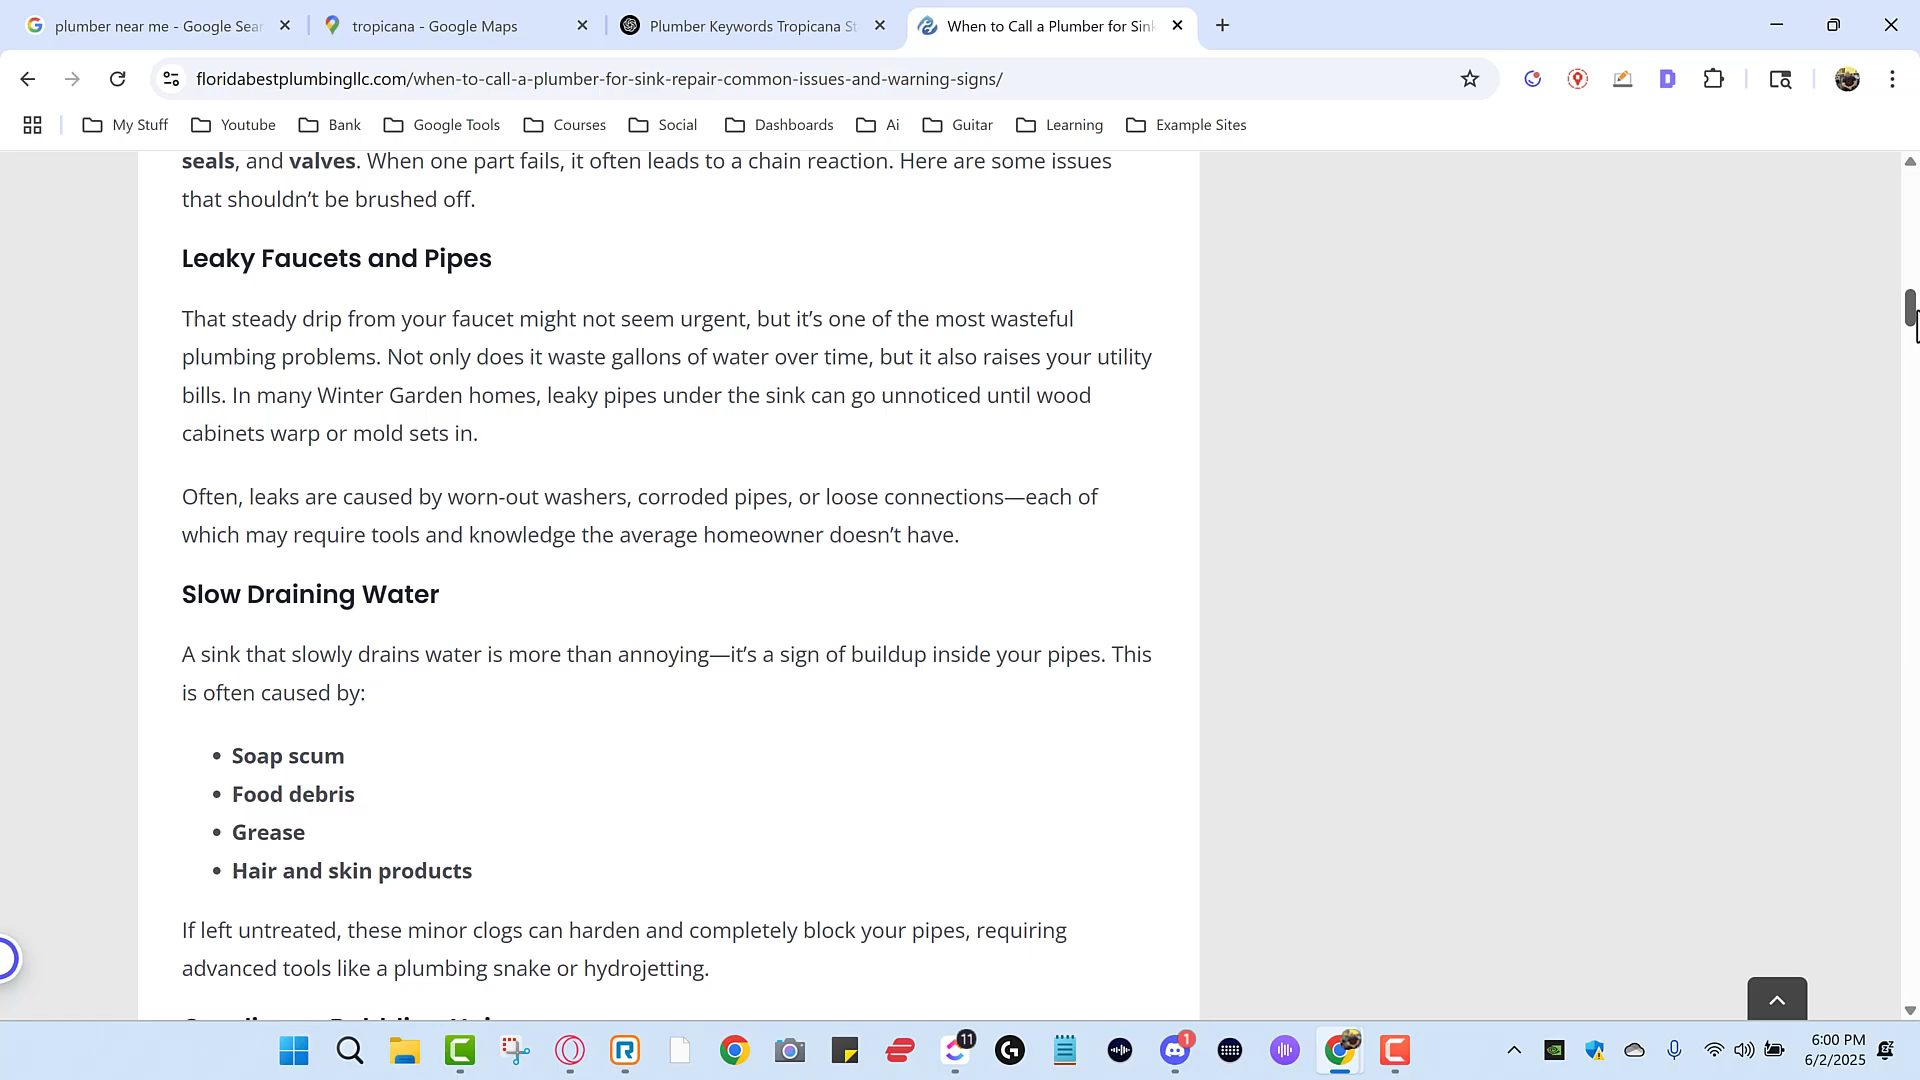 plumber near me - Google Sear
tropicana - Google Maps
Plumber Keywords Tropicana St
When to Call a Plumber for Sink
floridabestplumbingllc.com/when-to-call-a-plumber-for-sink-repair-common-issues-and-warning-signs/
My Stuff
Youtube
Bank
Google Tools
Courses
Social
Dashboards
Ai
Guitar
Learning
Example Sites
seals, and valves. When one part fails, it often leads to a chain reaction. Here are some issues
that shouldn’t be brushed off.
Leaky Faucets and Pipes
That steady drip from your faucet might not seem urgent, but it’s one of the most wasteful
plumbing problems. Not only does it waste gallons of water over time, but it also raises your utility
bills. In many Winter Garden homes, leaky pipes under the sink can go unnoticed until wood
cabinets warp or mold sets in.
Often, leaks are caused by worn-out washers, corroded pipes, or loose connections—each of
which may require tools and knowledge the average homeowner doesn’t have.
Slow Draining Water
A sink that slowly drains water is more than annoying—it’s a sign of buildup inside your pipes. This
is often caused by:
• Soap scum
• Food debris
• Grease
• Hair and skin products
If left untreated, these minor clogs can harden and completely block your pipes, requiring
advanced tools like a plumbing snake or hydrojetting.
11
1
6:00 PM
6/2/2025